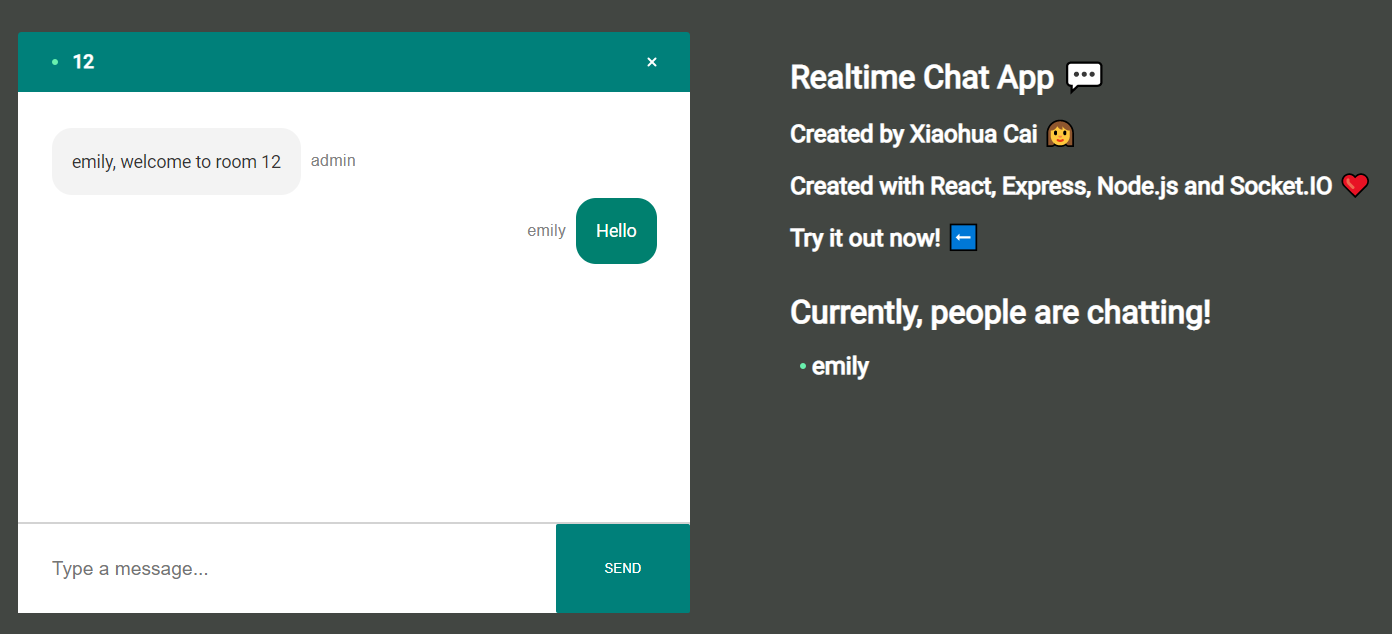 12
emily, welcome to room 12 admin
emily Hello
Type a message...
SEND
Realtime Chat App 💬
Created by Xiaohua Cai 👩
Created with React, Express, Node.js and Socket.IO ❤️
Try it out now! ⬅️
Currently, people are chatting!
emily